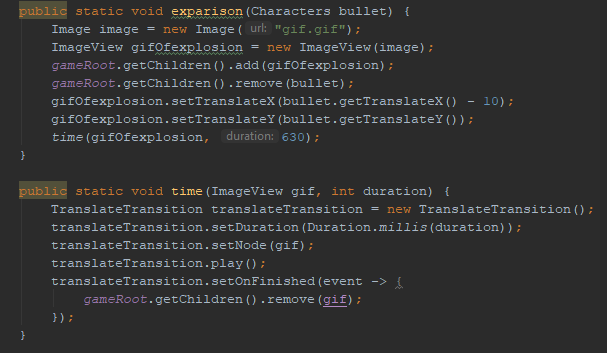 public static void exparison(Characters bullet) {
Image image = new Image( url: "gif.gif");
ImageView gifOfexplosion = new ImageView(image);
gameRoot.getChildren().add(gifOfexplosion);
gameRoot.getChildren().remove(bullet);
gifOfexplosion.setTranslateX(bullet.getTranslateX() - 10);
gifOfexplosion.setTranslateY(bullet.getTranslateY());
time(gifOfexplosion, duration: 630);
}
public static void time(ImageView gif, int duration) {
TranslateTransition translateTransition = new TranslateTransition();
translateTransition.setDuration(Duration.millis(duration));
translateTransition.setNode(gif);
translateTransition.play();
translateTransition.setOnFinished(event -> {
gameRoot.getChildren().remove(gif);
});
}